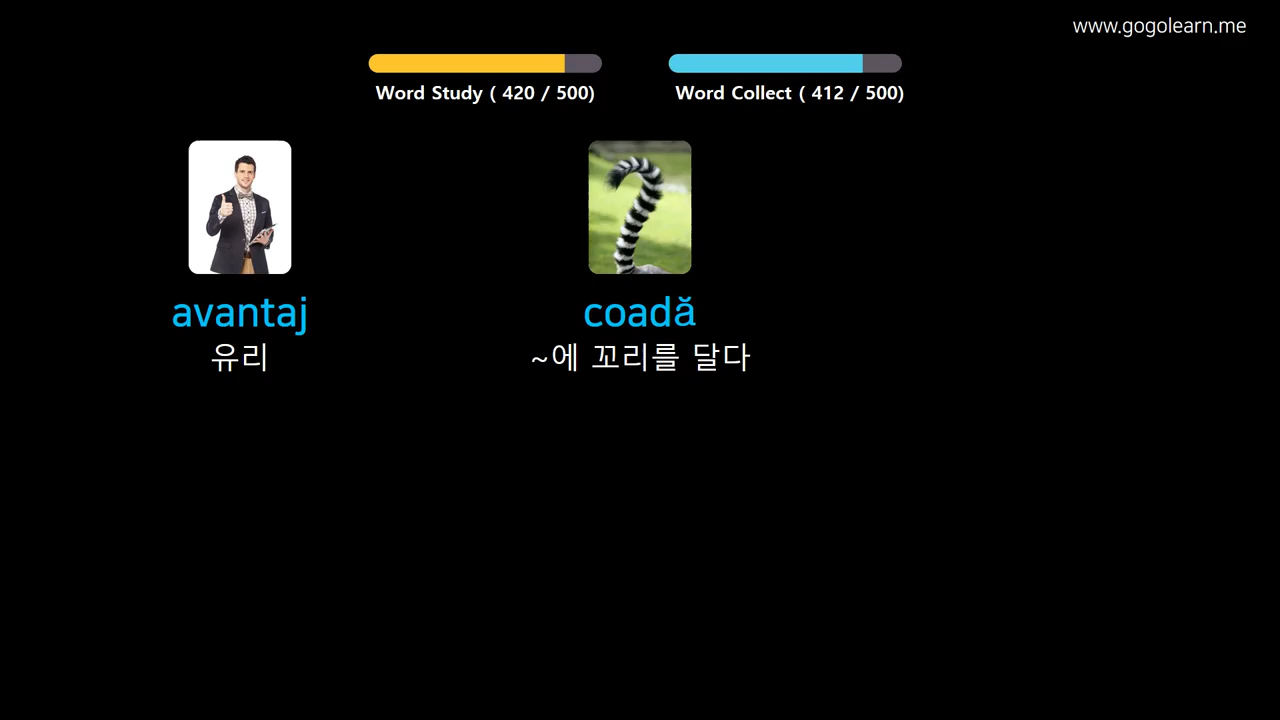 www.gogolearn.me
Word Study ( 420 / 500)
Word Collect ( 412 / 500)
avantaj
유리
coadă
~에 꼬리를 달다